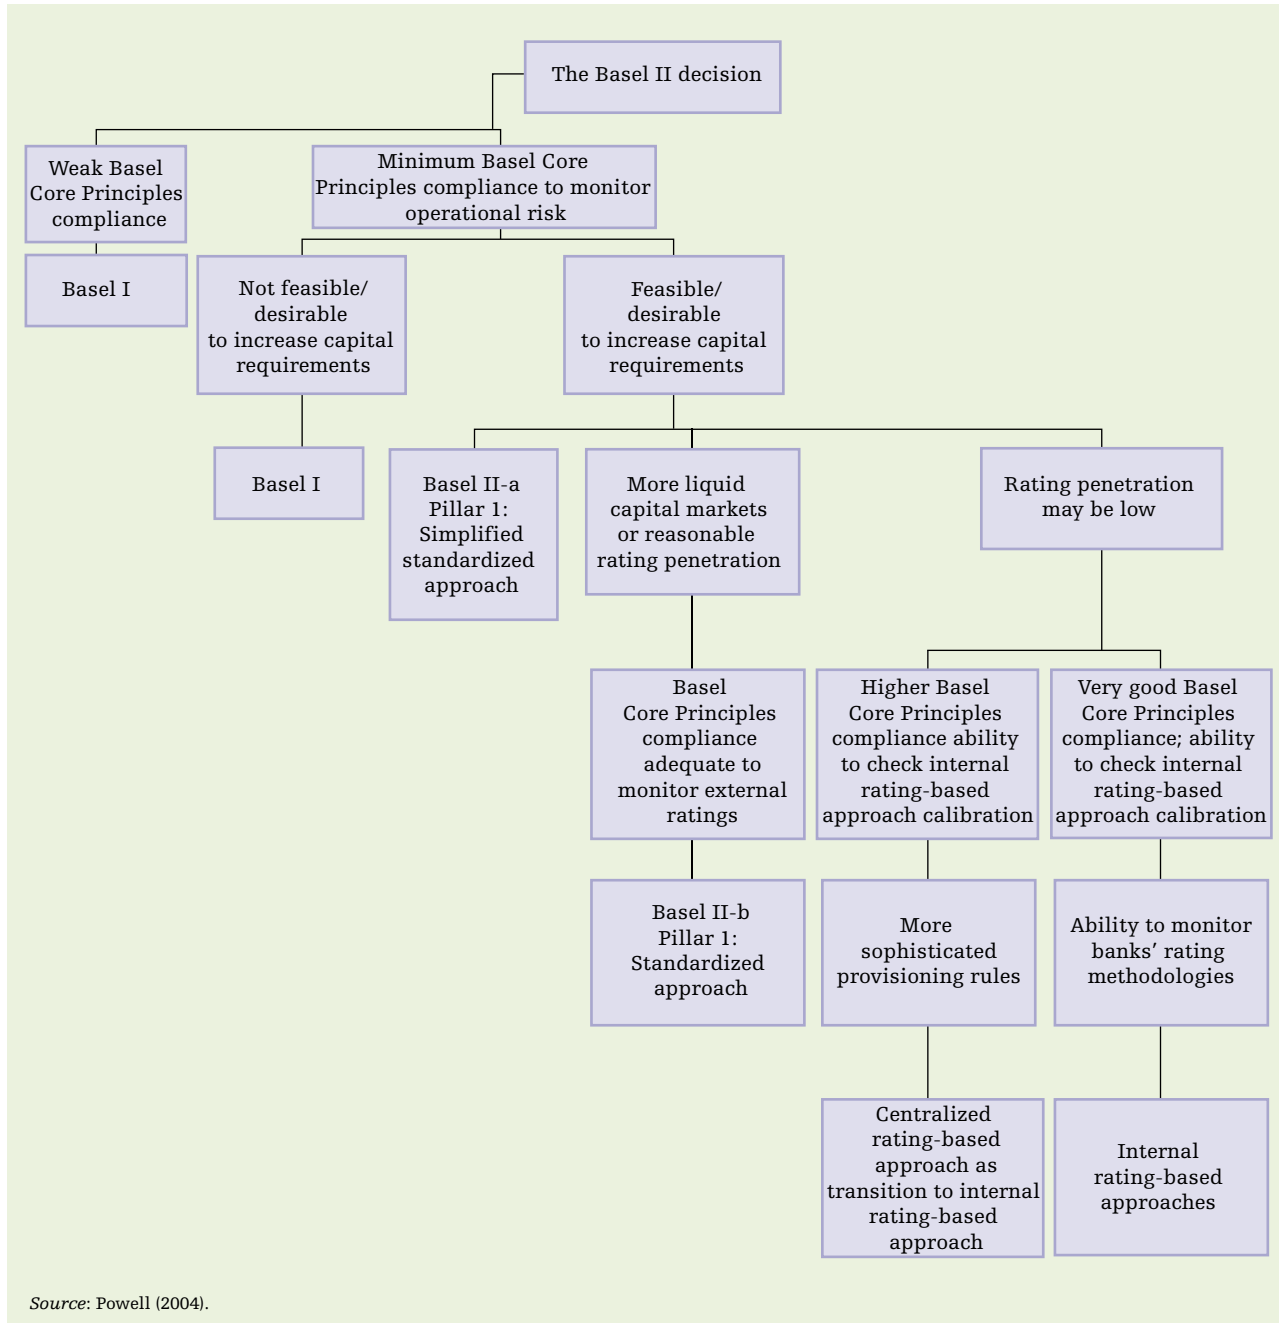 The Basel II decision
Weak Basel
Core Principles
compliance
Minimum Basel Core
Principles compliance to monitor
operational risk
Basel I
Not feasible/
desirable
to increase capital
requirements
Feasible/
desirable
to increase capital
requirements
Basel I
Basel II-a
Pillar 1:
Simplified
standardized
approach
More liquid
capital markets
or reasonable
rating penetration
Rating penetration
may be low
Basel
Core Principles
compliance
adequate to
monitor external
ratings
Higher Basel
Core Principles
compliance ability
to check internal
rating-based
approach calibration
Very good Basel
Core Principles
compliance; ability
to check internal
rating-based
approach calibration
Basel II-b
Pillar 1:
Standardized
approach
More
sophisticated
provisioning rules
Ability to monitor
banks’ rating
methodologies
Centralized
rating-based
approach as
transition to internal
rating-based
approach
Internal
rating-based
approaches
Source: Powell (2004).